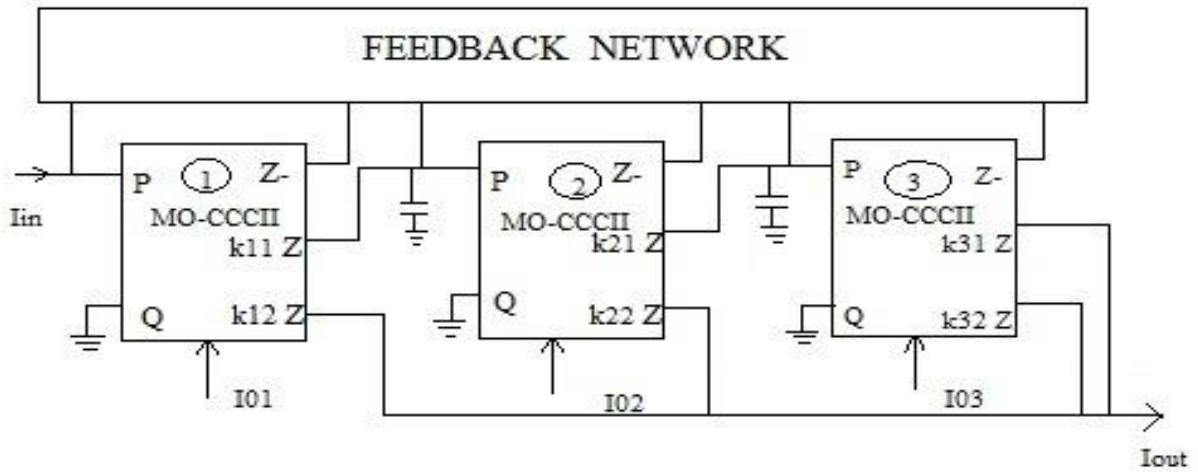 FEEDBACK NETWORK
Iin
P
1
Z-
MO-CCCII
k11 Z
Q
k12 Z
I01
P
2
Z-
MO-CCCII
k21 Z
Q
k22 Z
I02
P
3
Z-
MO-CCCII
k31 Z
Q
k32 Z
I03
Iout